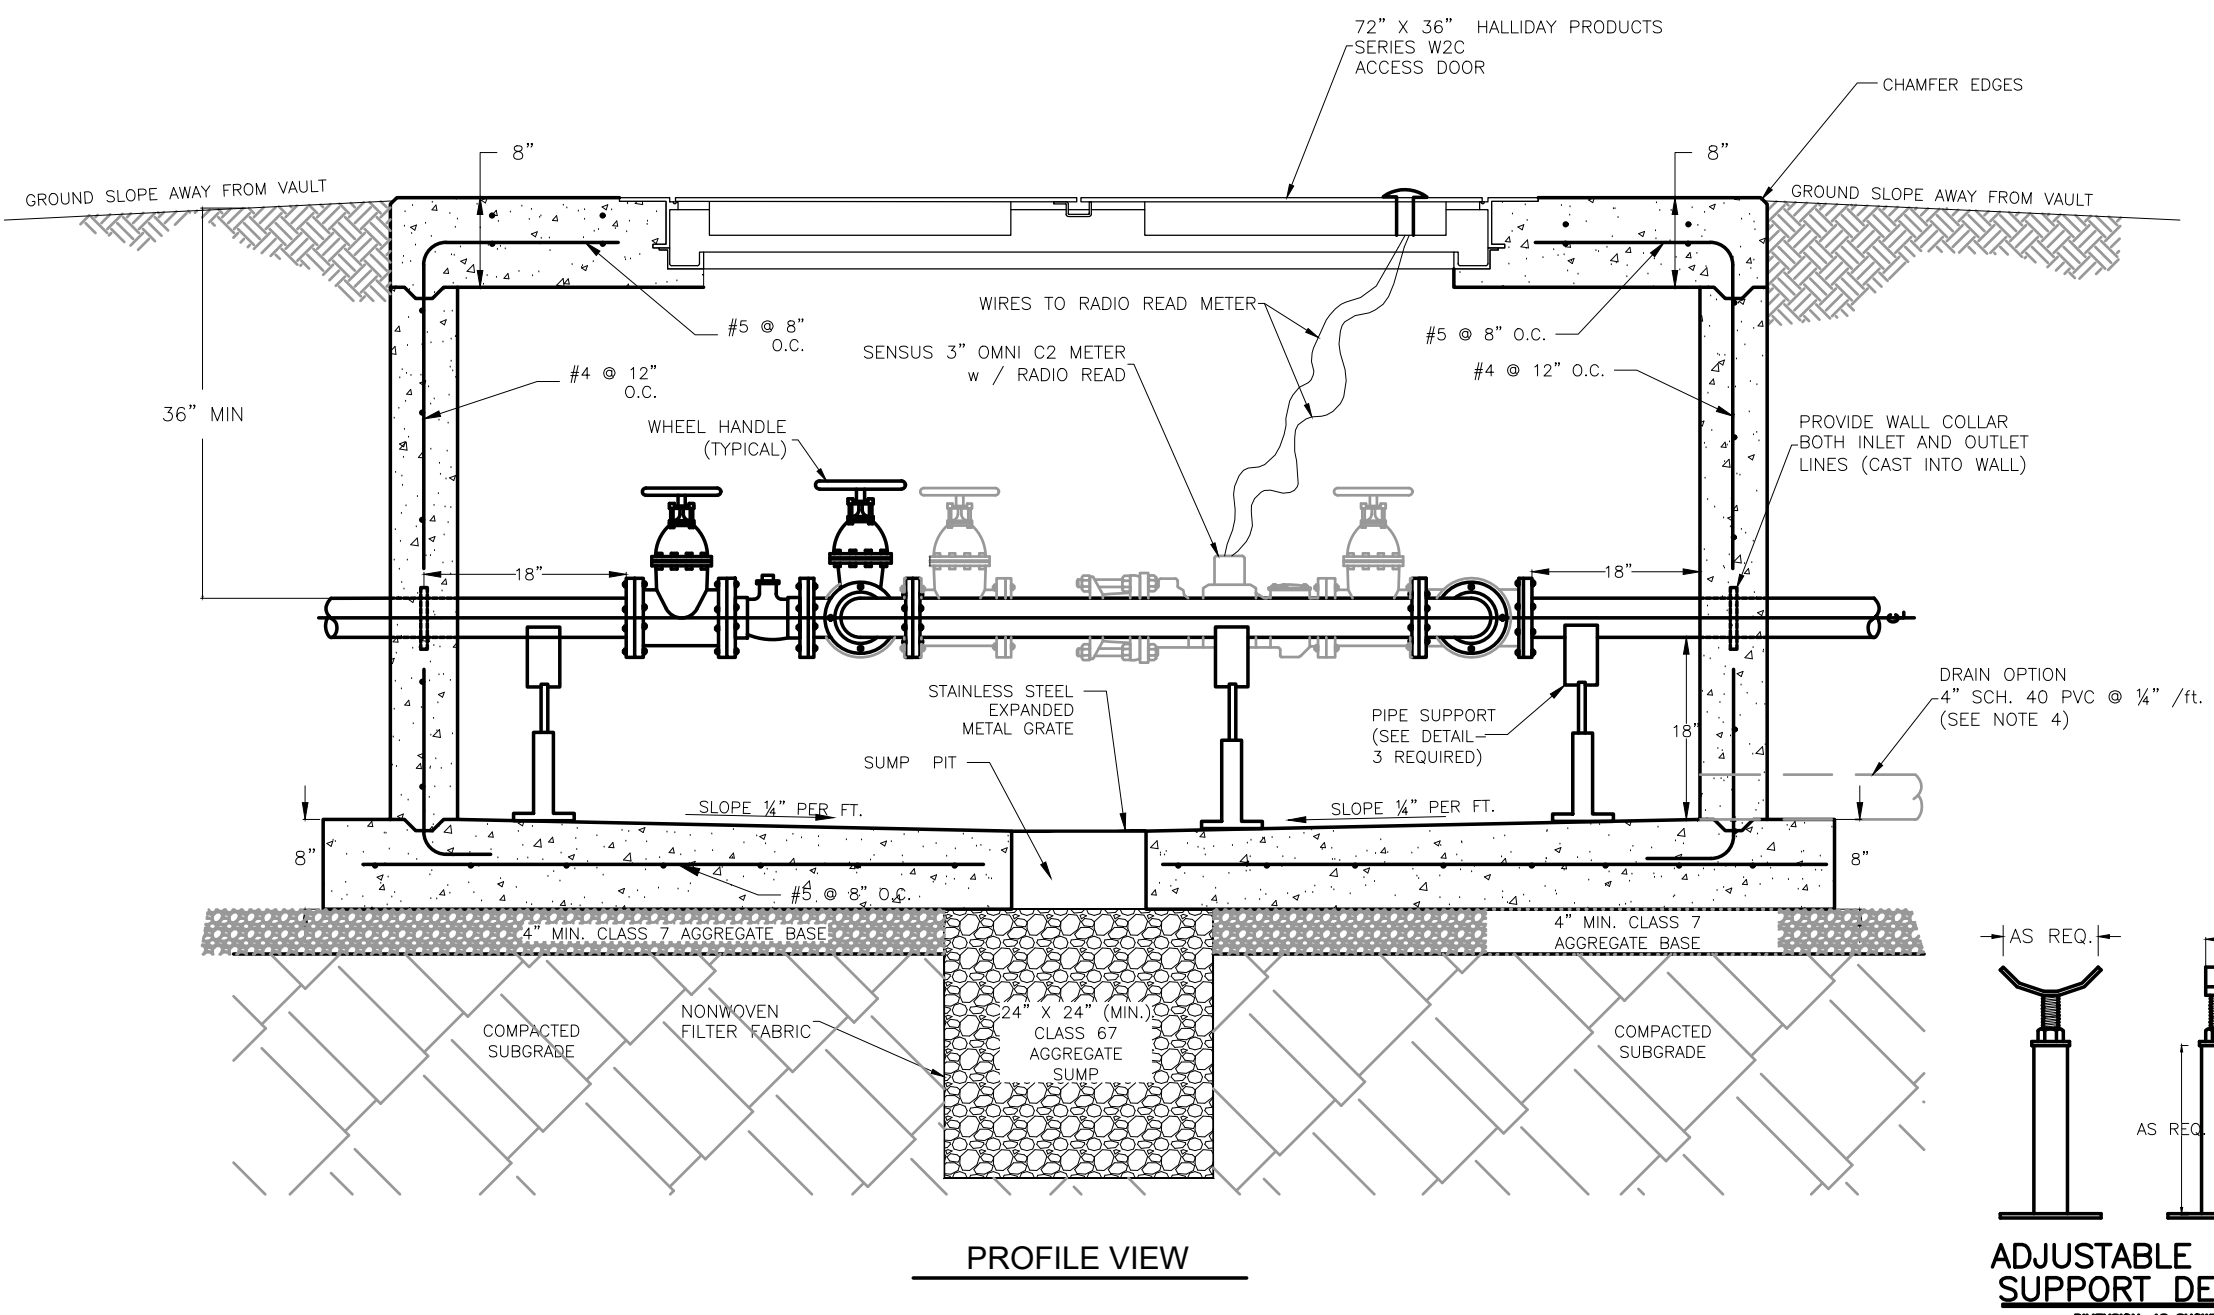 72” X 36” HALLIDAY PRODUCTS
SERIES W2C
ACCESS DOOR
CHAMFER EDGES
8”
8”
GROUND SLOPE AWAY FROM VAULT
GROUND SLOPE AWAY FROM VAULT
WIRES TO RADIO READ METER
#5 @ 8”
O.C.
#5 @ 8” O.C.
SENSUS 3” OMNI C2 METER
w / RADIO READ
#4 @ 12”
O.C.
#4 @ 12” O.C.
36” MIN
WHEEL HANDLE
(TYPICAL)
PROVIDE WALL COLLAR
BOTH INLET AND OUTLET
LINES (CAST INTO WALL)
18”
18”
STAINLESS STEEL
EXPANDED
METAL GRATE
DRAIN OPTION
4” SCH. 40 PVC @ ¼” /ft.
(SEE NOTE 4)
PIPE SUPPORT
(SEE DETAIL-
3 REQUIRED)
18”
SUMP PIT
SLOPE ¼” PER FT.
SLOPE ¼” PER FT.
8”
8”
#5 @ 8” O.C.
4” MIN. CLASS 7 AGGREGATE BASE
4” MIN. CLASS 7
AGGREGATE BASE
AS REQ.
NONWOVEN
FILTER FABRIC
24” X 24” (MIN.)
CLASS 67
AGGREGATE
SUMP
COMPACTED
SUBGRADE
COMPACTED
SUBGRADE
AS REQ.
PROFILE VIEW
ADJUSTABLE
SUPPORT DE